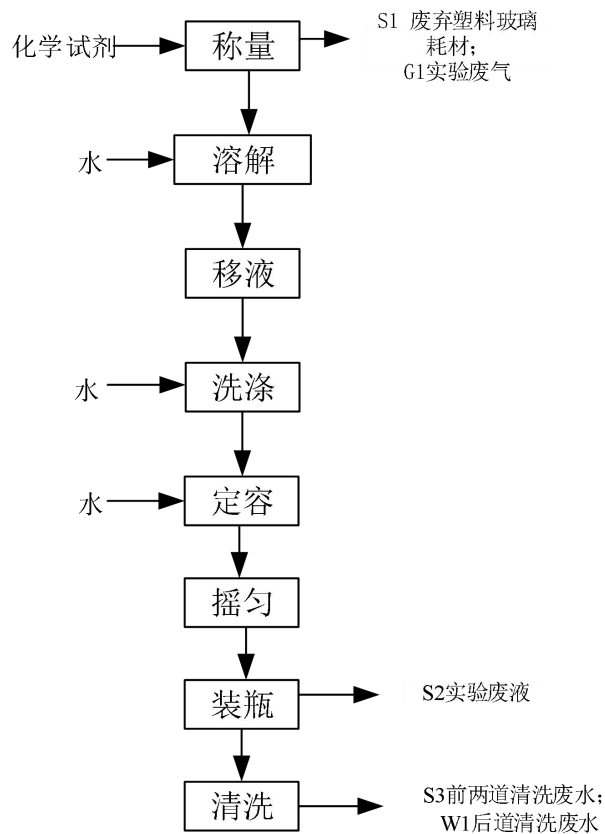 化学试剂
称量
S1 废弃塑料玻璃
耗材；
G1实验废气
水
溶解
移液
水
洗涤
水
定容
摇匀
装瓶
S2实验废液
清洗
S3前两道清洗废水；
W1后道清洗废水